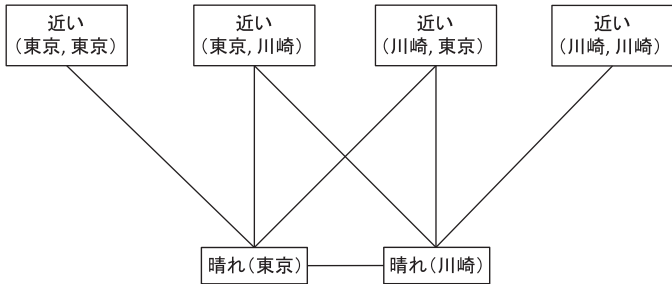 近い
(東京, 東京)
近い
(東京, 川崎)
近い
(川崎, 東京)
近い
(川崎, 川崎)
晴れ(東京)
晴れ(川崎)